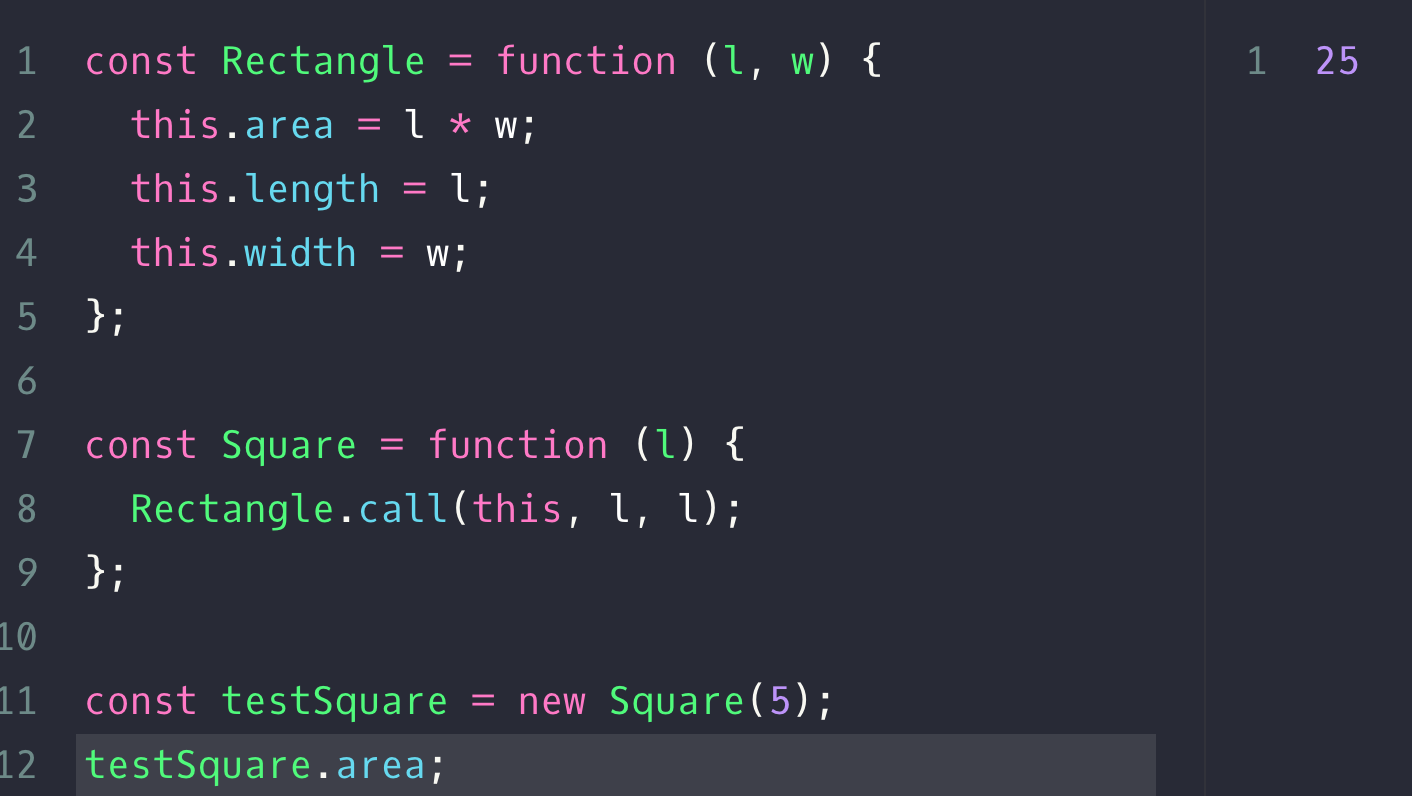 1 const Rectangle = function (l, w) {
2   this.area = l * w;
3   this.length = l;
4   this.width = w;
5 };
6
7 const Square = function (l) {
8   Rectangle.call(this, l, l);
9 };
10
11 const testSquare = new Square(5);
12 testSquare.area;
1 25